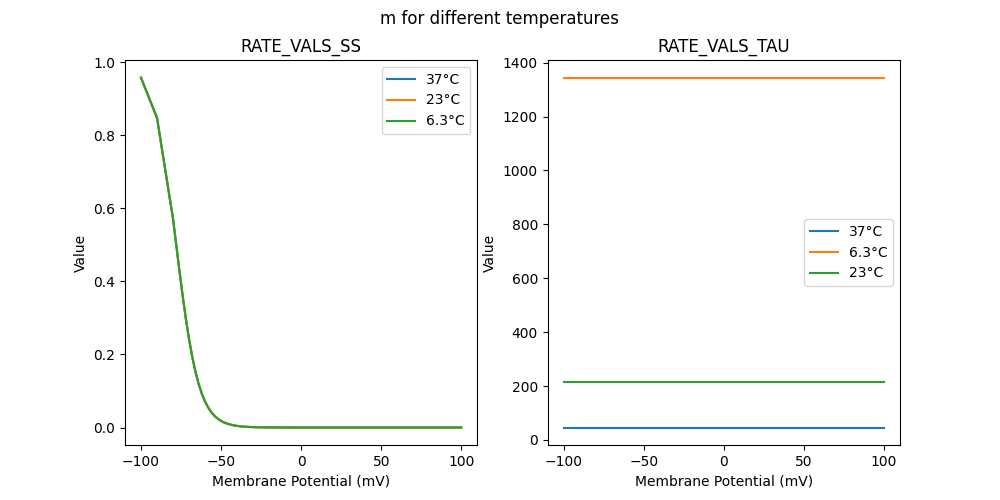 m for different temperatures
RATE_VALS_SS
1.0
0.8
0.6
0.4
0.2
0.0
Value
−100
−50
0
50
100
Membrane Potential (mV)
37°C
23°C
6.3°C
RATE_VALS_TAU
1400
1200
1000
800
600
400
200
0
Value
−100
−50
0
50
100
Membrane Potential (mV)
37°C
6.3°C
23°C